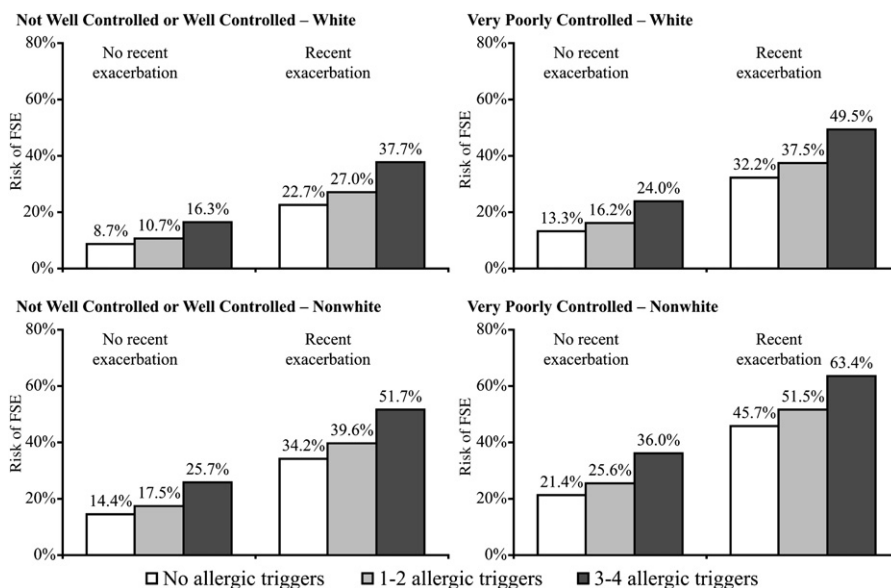 Not Well Controlled or Well Controlled – White
80%
60%
40%
20%
0%
Risk of FSE
No recent
exacerbation
Recent
exacerbation
8.7%
10.7%
16.3%
22.7%
27.0%
37.7%
Very Poorly Controlled – White
80%
60%
40%
20%
0%
Risk of FSE
No recent
exacerbation
Recent
exacerbation
13.3%
16.2%
24.0%
32.2%
37.5%
49.5%
Not Well Controlled or Well Controlled – Nonwhite
80%
60%
40%
20%
0%
Risk of FSE
No recent
exacerbation
Recent
exacerbation
14.4%
17.5%
25.7%
34.2%
39.6%
51.7%
Very Poorly Controlled – Nonwhite
80%
60%
40%
20%
0%
Risk of FSE
No recent
exacerbation
Recent
exacerbation
21.4%
25.6%
36.0%
45.7%
51.5%
63.4%
No allergic triggers
1-2 allergic triggers
3-4 allergic triggers